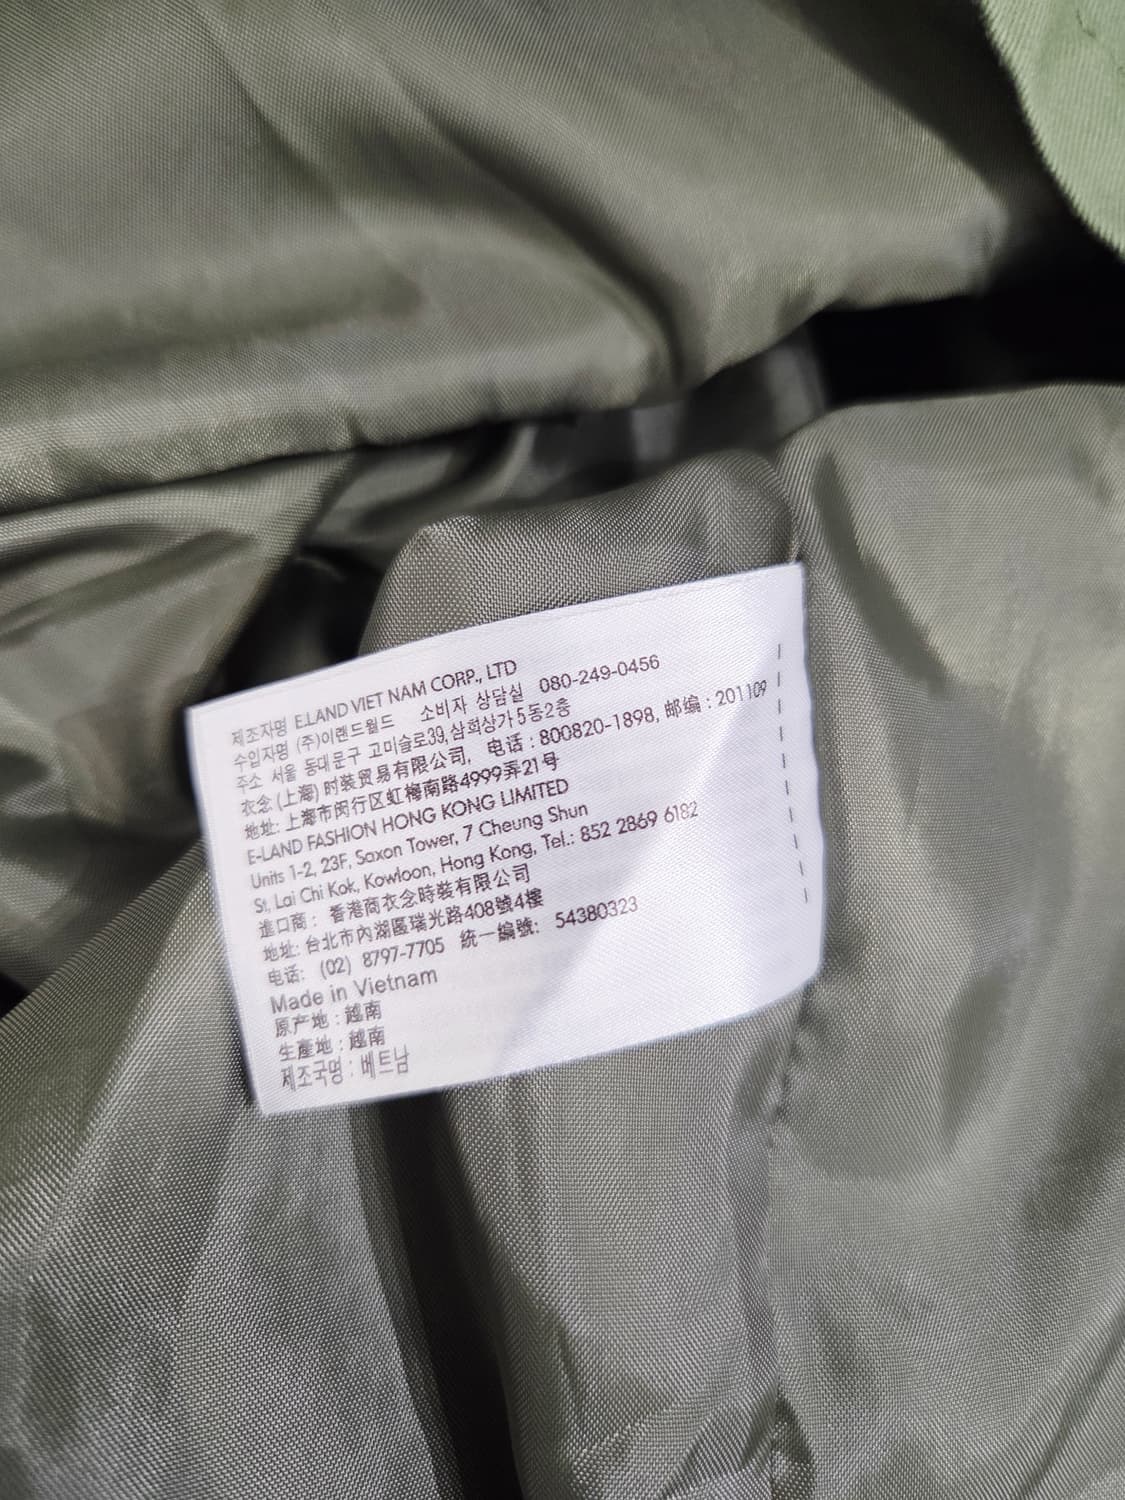 제조자명 E.LAND VIET NAM CORP., LTD
수입자명 (주)이랜드월드 소비자 상담실 080-249-0456
주소 서울 동대문구 고미술로39,삼희상가5동2층
衣念 (上海) 时装贸易有限公司, 电话 : 800820-1898, 邮编 : 201109
地址: 上海市闵行区虹梅南路4999弄21号
E-LAND FASHION HONG KONG LIMITED
Units 1-2, 23F, Saxon Tower, 7 Cheung Shun
St, Lai Chi Kok, Kowloon, Hong Kong, Tel.: 852 2869 6182
進口商 : 香港商衣念時裝有限公司
地址: 台北市內湖區瑞光路408號4樓
电话: (02) 8797-7705 統一編號: 54380323
Made in Vietnam
原产地 : 越南
生産地 : 越南
제조국명 : 베트남